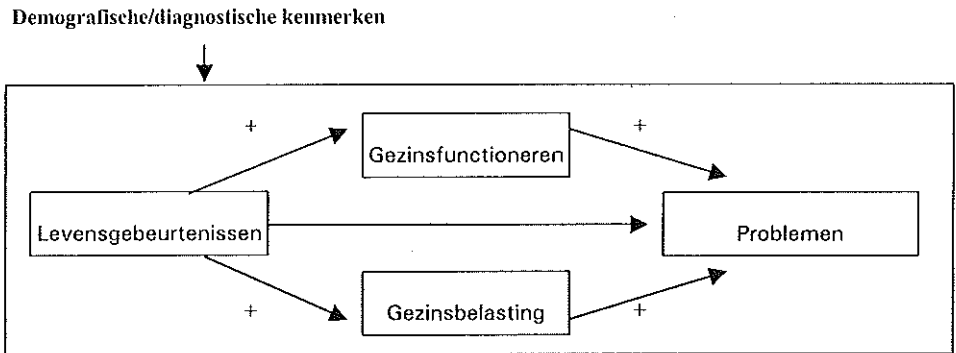 Demografische/diagnostische kenmerken
+
+
Gezinsfunctioneren
Levensgebeurtenissen
Problemen
Gezinsbelasting
+
+